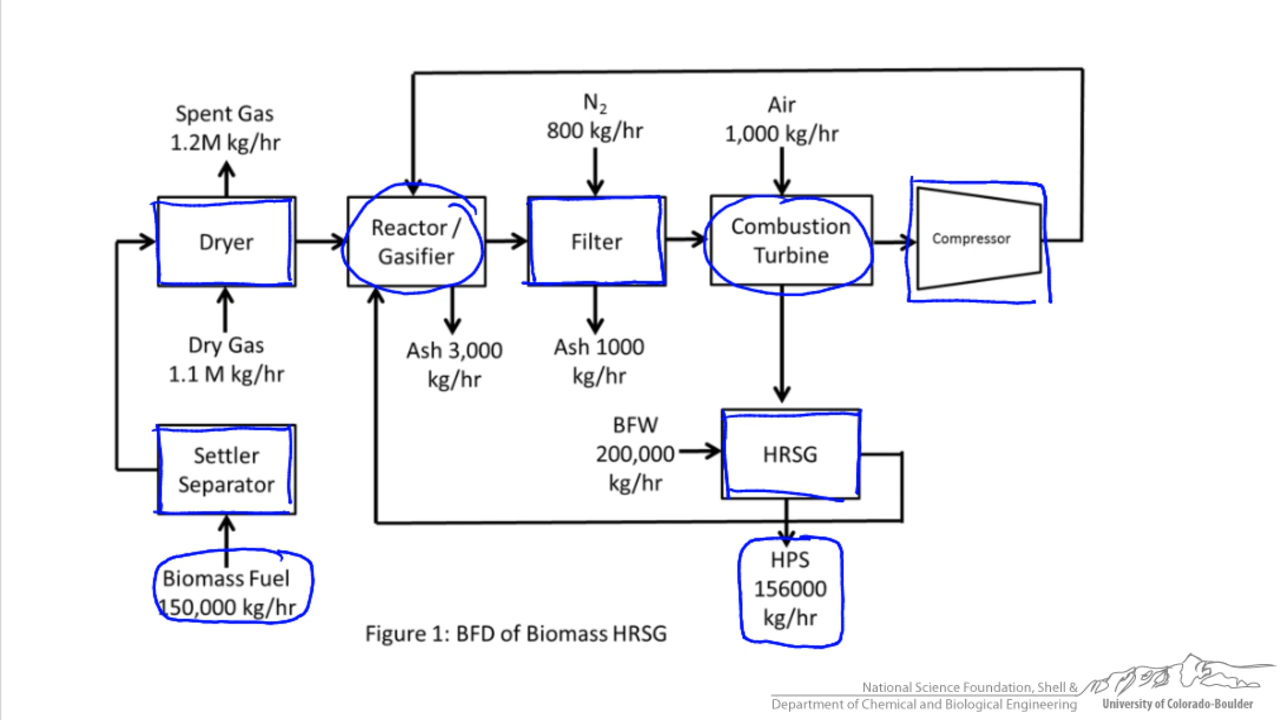 Spent Gas
1.2M kg/hr
N₂
800 kg/hr
Air
1,000 kg/hr
Dryer
Reactor /
Gasifier
Filter
Combustion
Turbine
Compressor
Dry Gas
1.1 M kg/hr
Ash 3,000
kg/hr
Ash 1000
kg/hr
Settler
Separator
BFW
200,000
kg/hr
HRSG
Biomass Fuel
150,000 kg/hr
HPS
156000
kg/hr
Figure 1: BFD of Biomass HRSG
National Science Foundation, Shell &
Department of Chemical and Biological Engineering
University of Colorado-Boulder